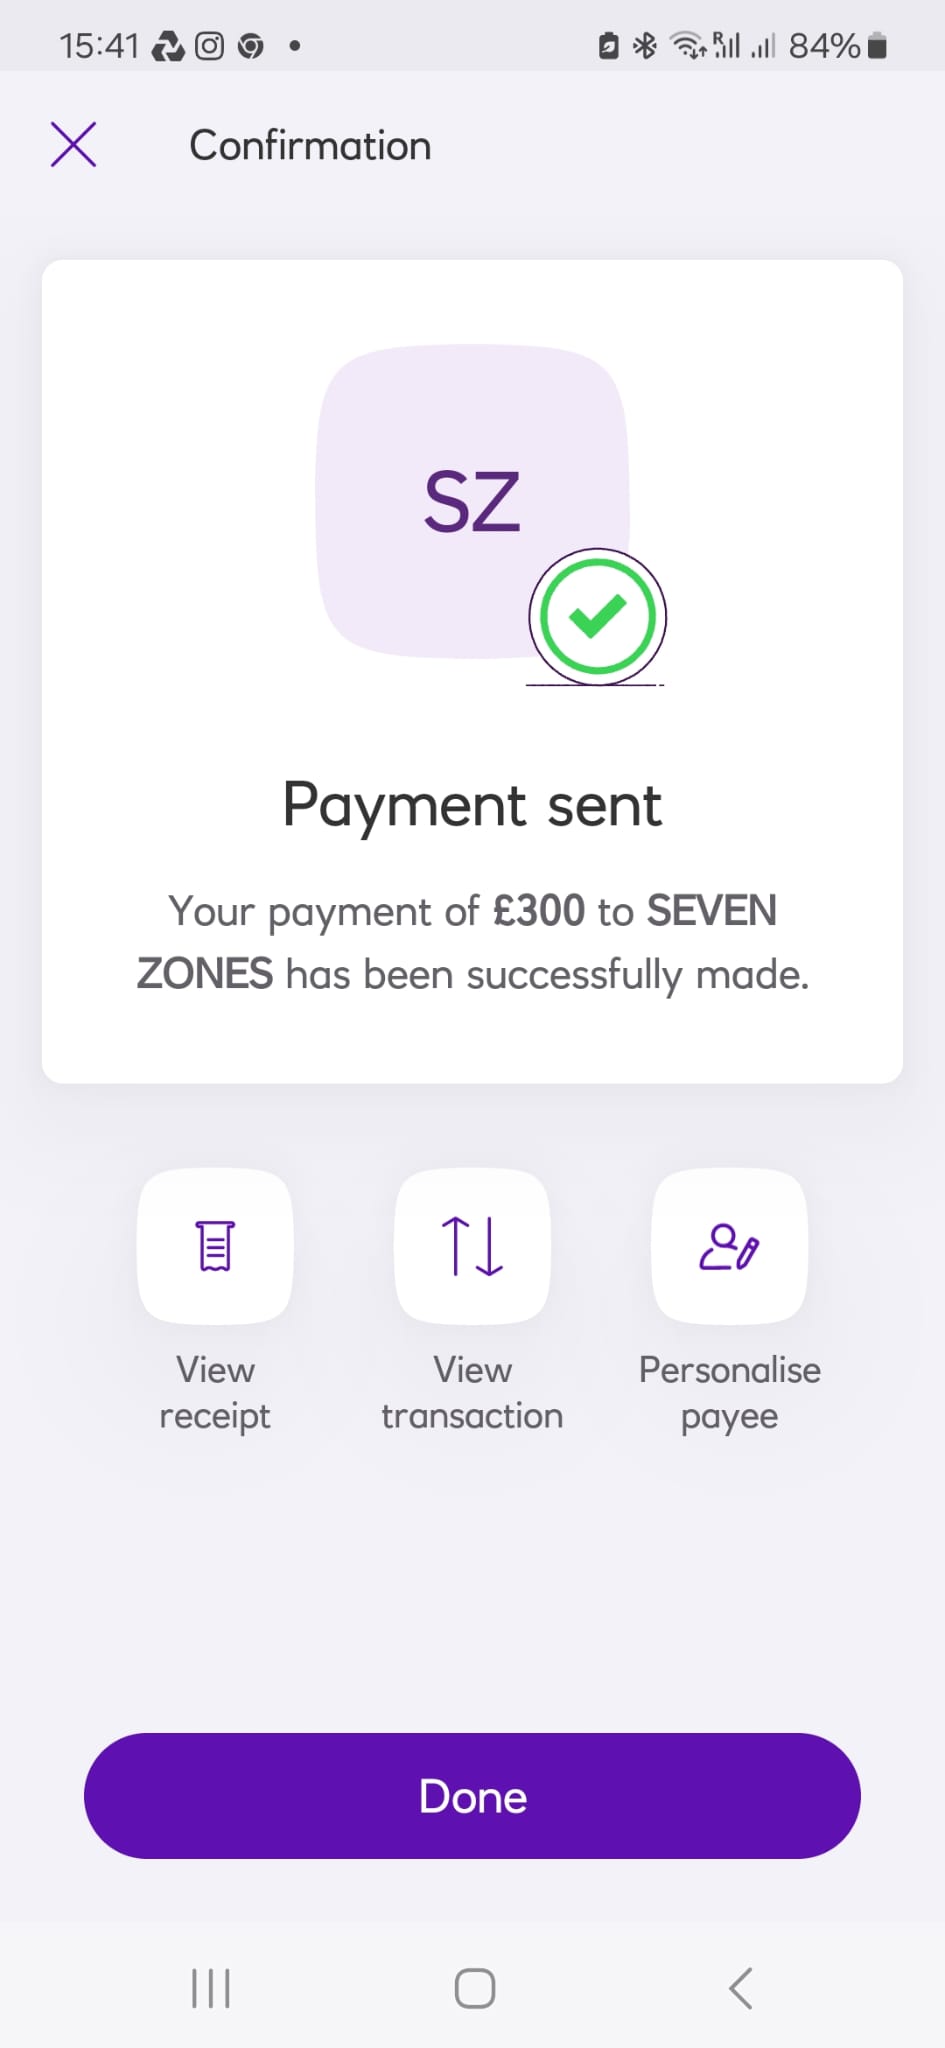 15:41
R
84%
Confirmation
SZ
Payment sent
Your payment of £300 to SEVEN
ZONES has been successfully made.
View
receipt
View
transaction
Personalise
payee
Done